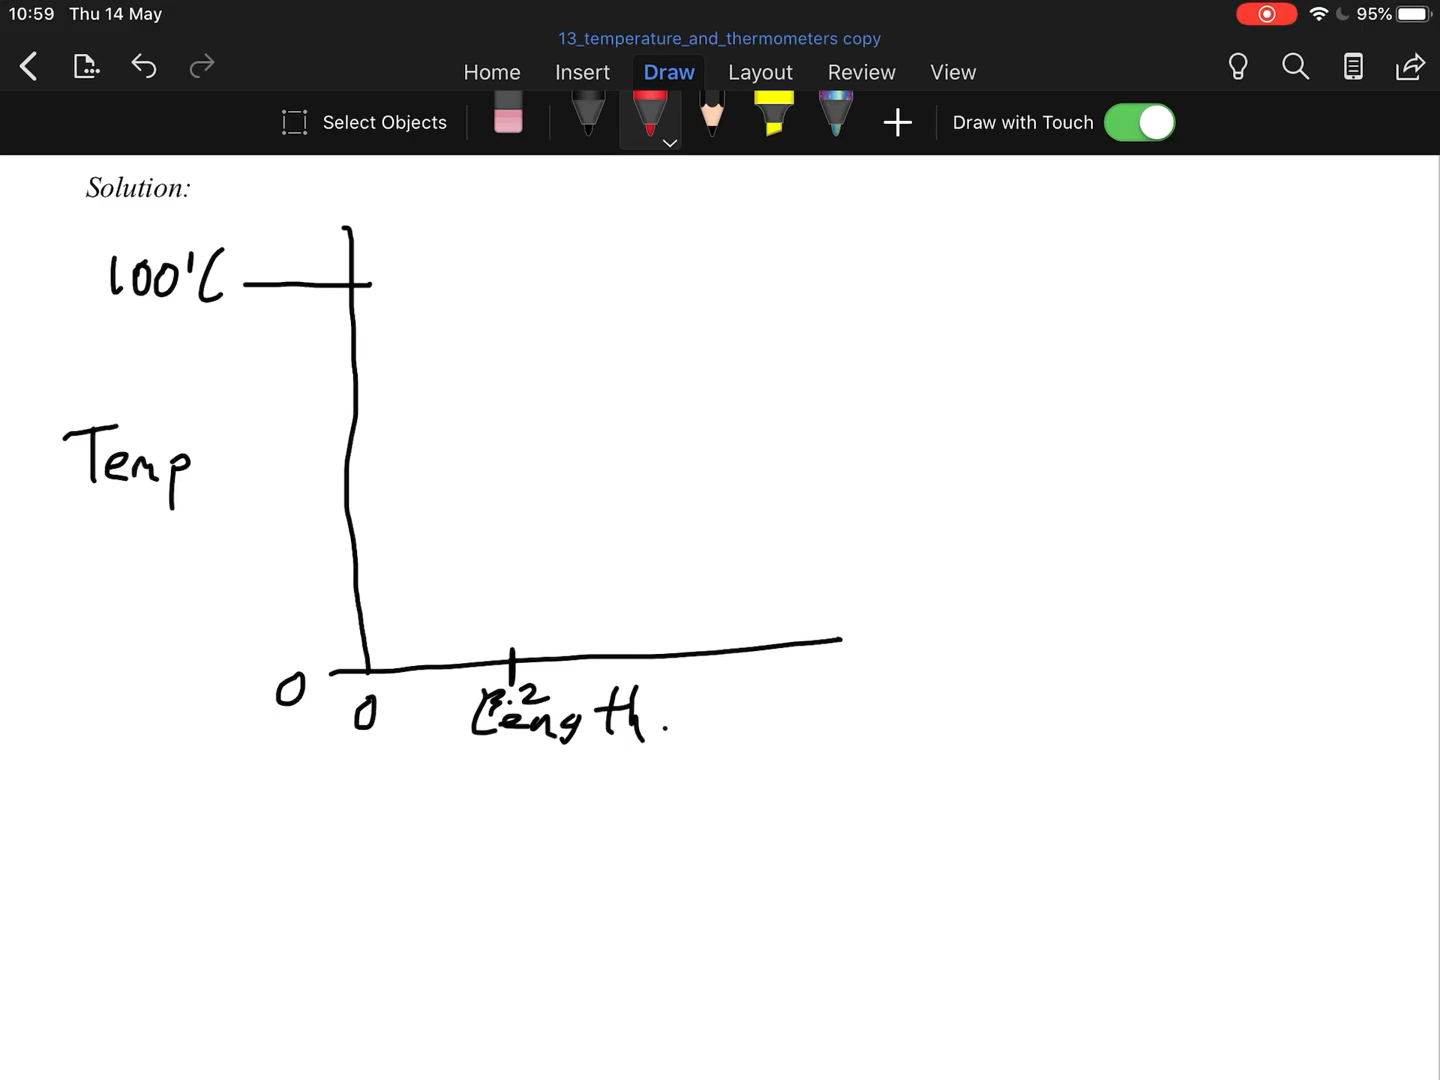 10:59 Thu 14 May
95%
13_temperature_and_thermometers copy
Home Insert Draw Layout Review View
Select Objects
Draw with Touch
Solution:
100°C
Temp
0
0
.2
Length.